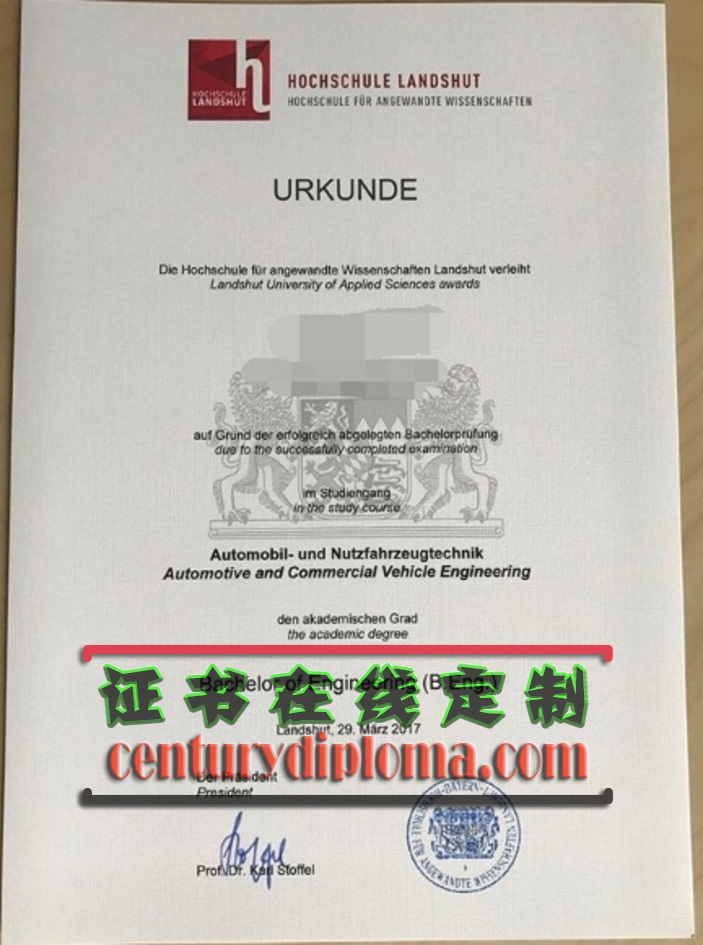 HOCHSCHULE
LANDSHUT
HOCHSCHULE LANDSHUT
HOCHSCHULE FÜR ANGEWANDTE WISSENSCHAFTEN
URKUNDE
Die Hochschule für angewandte Wissenschaften Landshut verleiht
Landshut University of Applied Sciences awards
auf Grund der erfolgreich abgelegten Bachelorprüfung
due to the successfully completed examination
im Studiengang
in the study course
Automobil- und Nutzfahrzeugtechnik
Automotive and Commercial Vehicle Engineering
den akademischen Grad
the academic degree
Bachelor of Engineering (B.Eng.)
证书在线定制
Landshut, 29. März 2017
centurydiploma.com
Der Präsident
President
Prof. Dr. Karl Stoffel